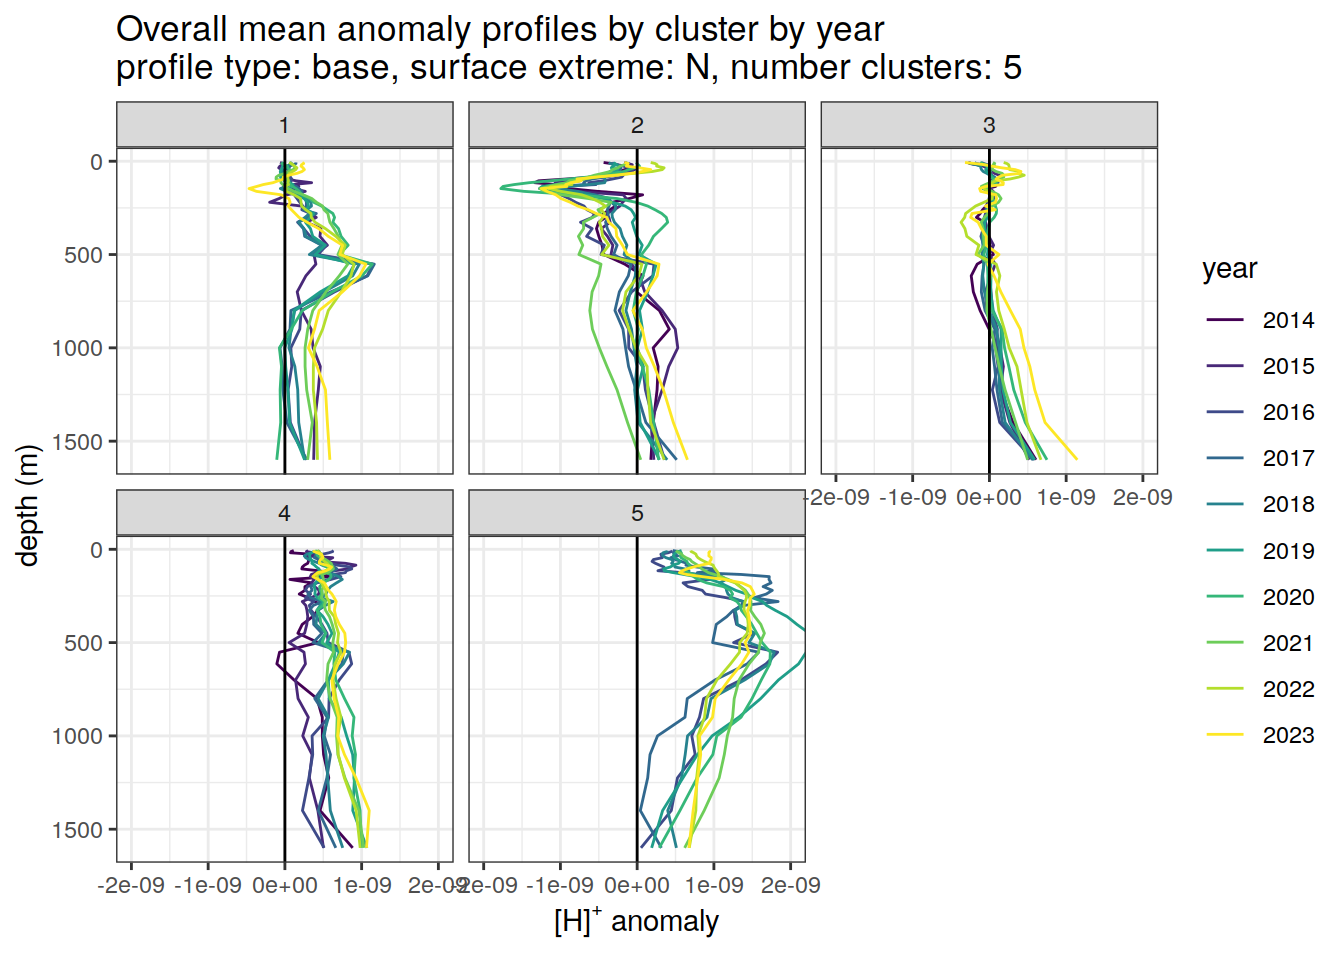 Overall mean anomaly profiles by cluster by year
profile type: base, surface extreme: N, number clusters: 5
1
2
3
0
500
1000
1500
-2e-09 -1e-09 0e+00 1e-09 2e-09
4
5
0
500
1000
1500
-2e-09 -1e-09 0e+00 1e-09 2e-09
-2e-09 -1e-09 0e+00 1e-09 2e-09
depth (m)
[H]+ anomaly
year
2014
2015
2016
2017
2018
2019
2020
2021
2022
2023